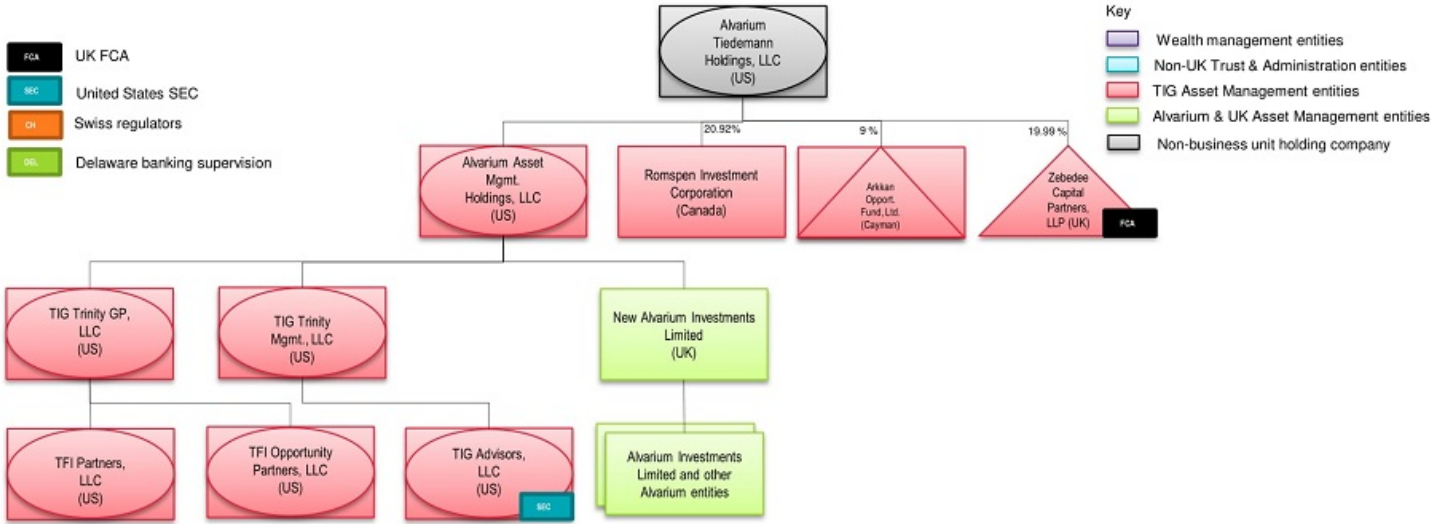 Alvarium
Tiedemann
Holdings, LLC
(US)
Key
Wealth management entities
Non-UK Trust & Administration entities
TIG Asset Management entities
Alvarium & UK Asset Management entities
Non-business unit holding company
FCA
UK FCA
SEC
United States SEC
CH
Swiss regulators
DEL
Delaware banking supervision
20.92%
9 %
19.99 %
Alvarium Asset
Mgmt.
Holdings, LLC
(US)
Romspen Investment
Corporation
(Canada)
Arkkan
Opport.
Fund, Ltd.
(Cayman)
Zebedee
Capital
Partners,
LLP (UK)
FCA
TIG Trinity GP,
LLC
(US)
TIG Trinity
Mgmt., LLC
(US)
New Alvarium Investments
Limited
(UK)
TFI Partners,
LLC
(US)
TFI Opportunity
Partners, LLC
(US)
TIG Advisors,
LLC
(US)
SEC
Alvarium Investments
Limited and other
Alvarium entities